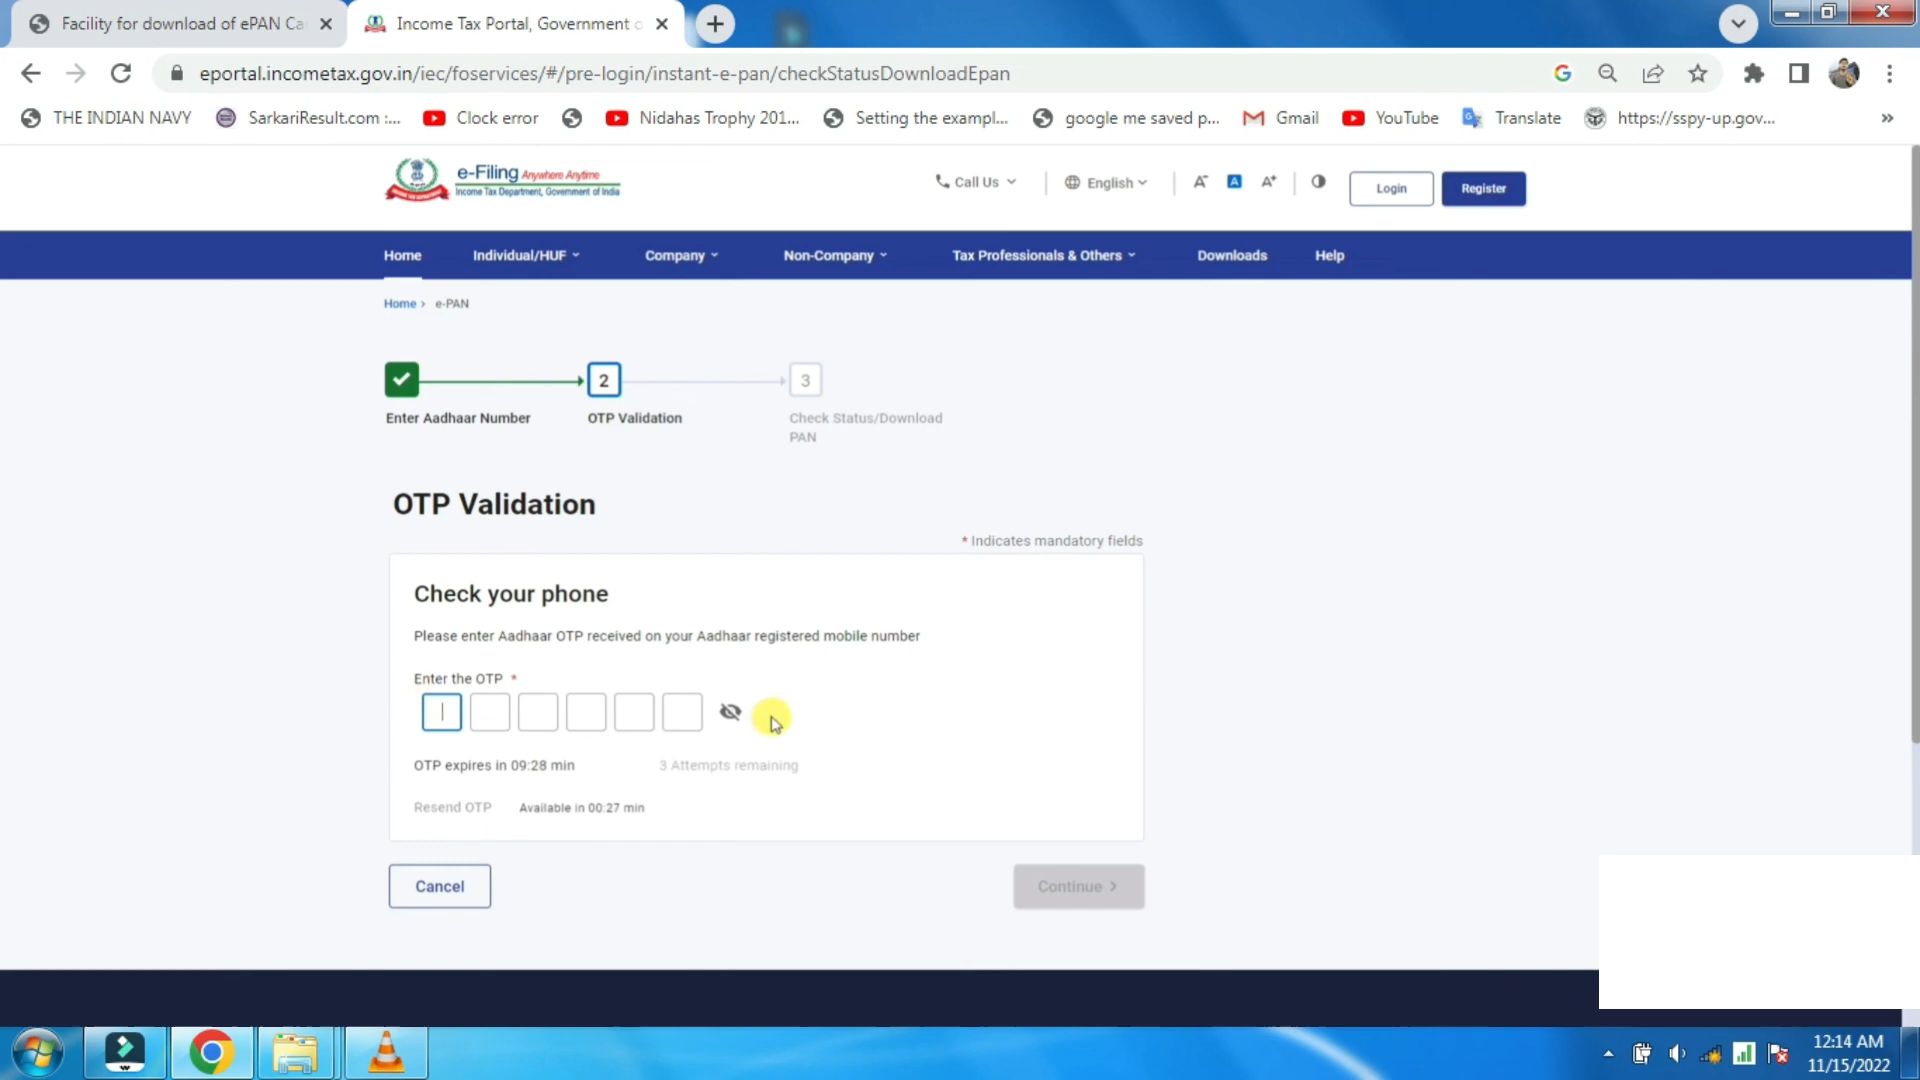 Facility for download of ePAN Ca
Income Tax Portal, Government o
eportal.incometax.gov.in/iec/foservices/#/pre-login/instant-e-pan/checkStatusDownloadEpan
THE INDIAN NAVY
SarkariResult.com :...
Clock error
Nidahas Trophy 201...
Setting the exampl...
google me saved p...
Gmail
YouTube
Translate
https://sspy-up.gov...
»
e-Filing Anywhere Anytime
Income Tax Department, Government of India
Call Us
English
A-
A
A+
Login
Register
Home
Individual/HUF
Company
Non-Company
Tax Professionals & Others
Downloads
Help
Home > e-PAN
2
3
Enter Aadhaar Number
OTP Validation
Check Status/Download
PAN
OTP Validation
* Indicates mandatory fields
Check your phone
Please enter Aadhaar OTP received on your Aadhaar registered mobile number
Enter the OTP *
OTP expires in 09:28 min
3 Attempts remaining
Resend OTP
Available in 00:27 min
Cancel
Continue >
12:14 AM
11/15/2022